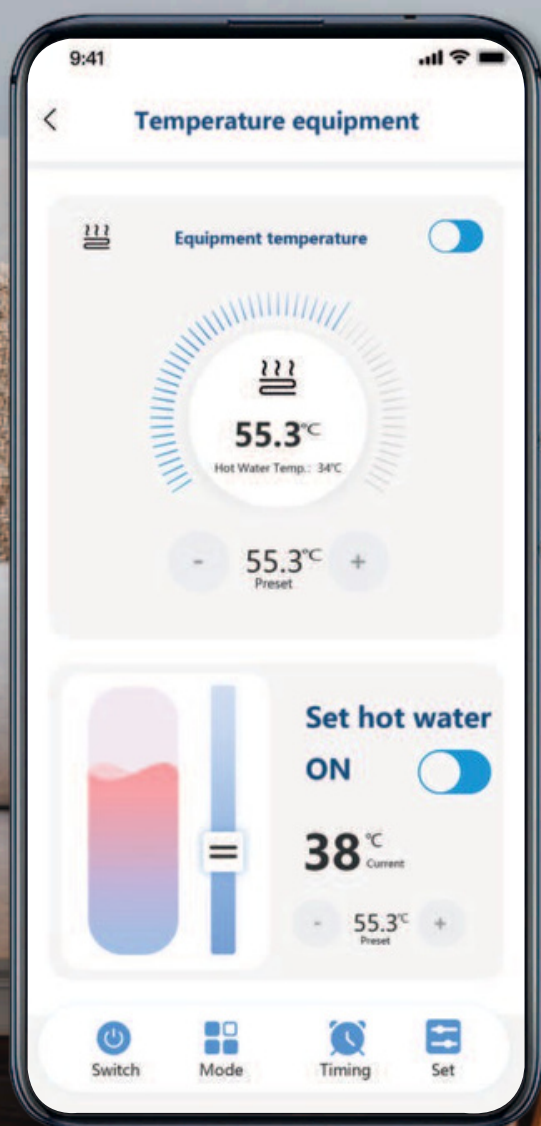 9:41
Temperature equipment
Equipment temperature
55.3℃
Hot Water Temp.: 34℃
- 55.3℃ +
Preset
Set hot water
ON
38 ℃
Current
- 55.3℃ +
Preset
Switch Mode Timing Set